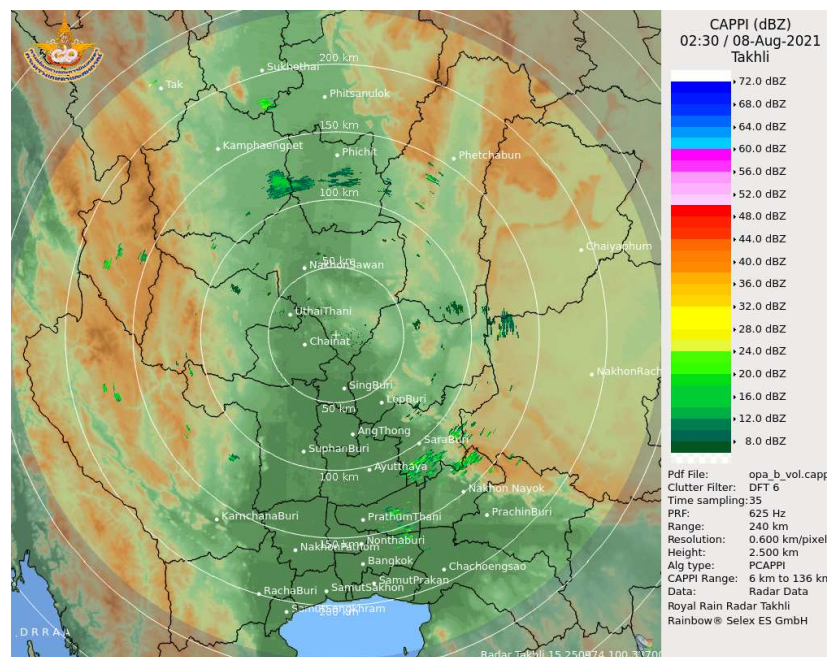 CAPPI (dBZ)
02:30 / 08-Aug-2021
Takhli
200 km
Sukhothai
Tak
Phitsanulok
150 km
Kamphaengpet
Phichit
Phetchabun
100 km
Chaiyaphum
50 km
NakhonSawan
UthaiThani
Chainat
NakhonRach
SingBuri
50 km
LopBuri
AngThong
SaraBuri
SuphanBuri
Ayutthaya
100 km
Nakhon Nayok
KarnchanaBuri
PrathumThani
PrachinBuri
150 km
Nonthaburi
Bangkok
Chachoengsao
SamutPrakan
RachaBuri
SamutSakhon
200 km
72.0 dBZ
68.0 dBZ
64.0 dBZ
60.0 dBZ
56.0 dBZ
52.0 dBZ
48.0 dBZ
44.0 dBZ
40.0 dBZ
36.0 dBZ
32.0 dBZ
28.0 dBZ
24.0 dBZ
20.0 dBZ
16.0 dBZ
12.0 dBZ
8.0 dBZ
Pdf File: opa_b_vol.capp
Clutter Filter: DFT 6
Time sampling:35
PRF: 625 Hz
Range: 240 km
Resolution: 0.600 km/pixel
Height: 2.500 km
Alg type: PCAPPI
CAPPI Range: 6 km to 136 km
Data: Radar Data
Royal Rain Radar Takhli
Rainbow® Selex ES GmbH